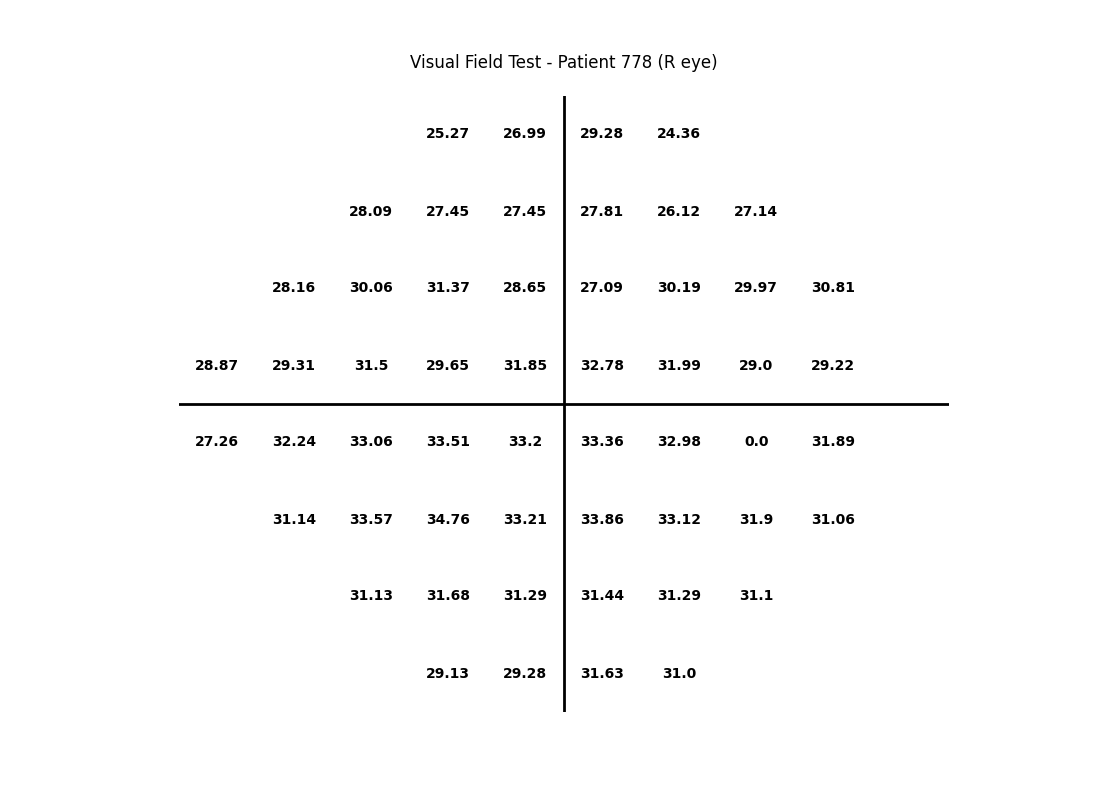 Visual Field Test - Patient 778 (R eye)
25.27 26.99 29.28 24.36
28.09 27.45 27.45 27.81 26.12 27.14
28.16 30.06 31.37 28.65 27.09 30.19 29.97 30.81
28.87 29.31 31.5 29.65 31.85 32.78 31.99 29.0 29.22
27.26 32.24 33.06 33.51 33.2 33.36 32.98 0.0 31.89
31.14 33.57 34.76 33.21 33.86 33.12 31.9 31.06
31.13 31.68 31.29 31.44 31.29 31.1
29.13 29.28 31.63 31.0